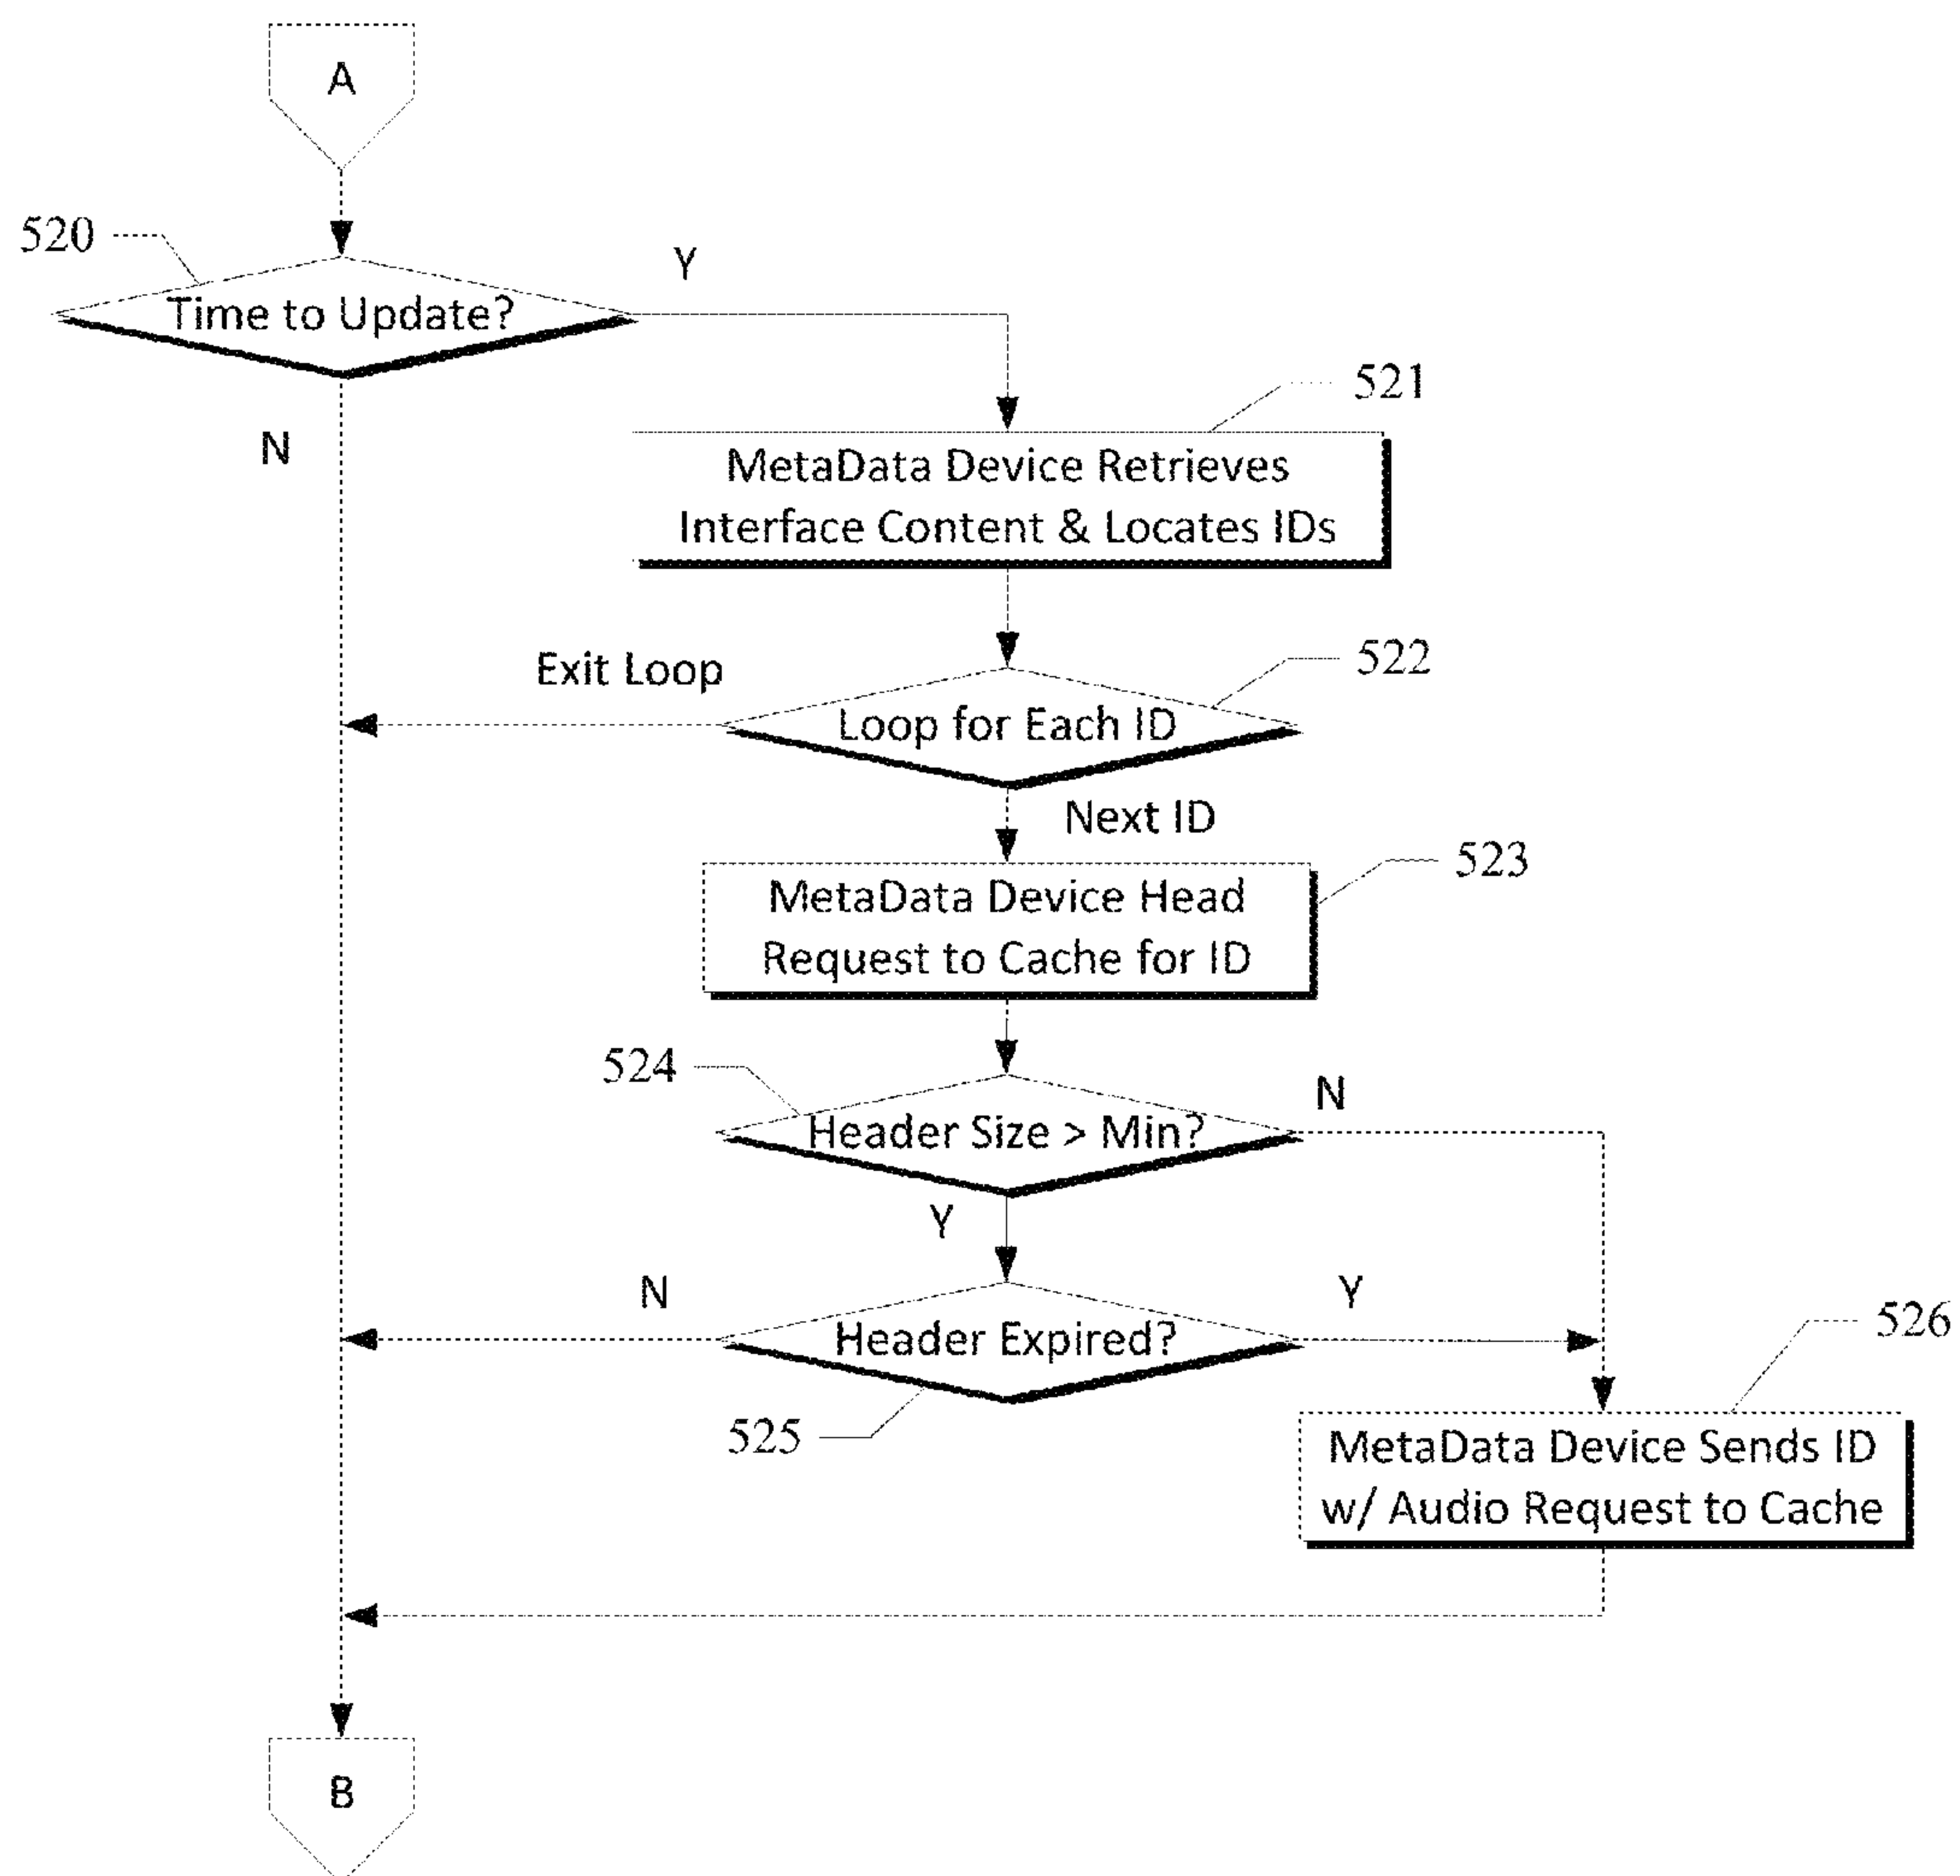 A
520
Y
Time to Update?
N
521
MetaData Device Retrieves
Interface Content & Locates IDs
Exit Loop
522
Loop for Each ID
Next ID
523
MetaData Device Head
Request to Cache for ID
524
N
Header Size > Min?
Y
N
Y
Header Expired?
526
525
MetaData Device Sends ID
w/ Audio Request to Cache
B